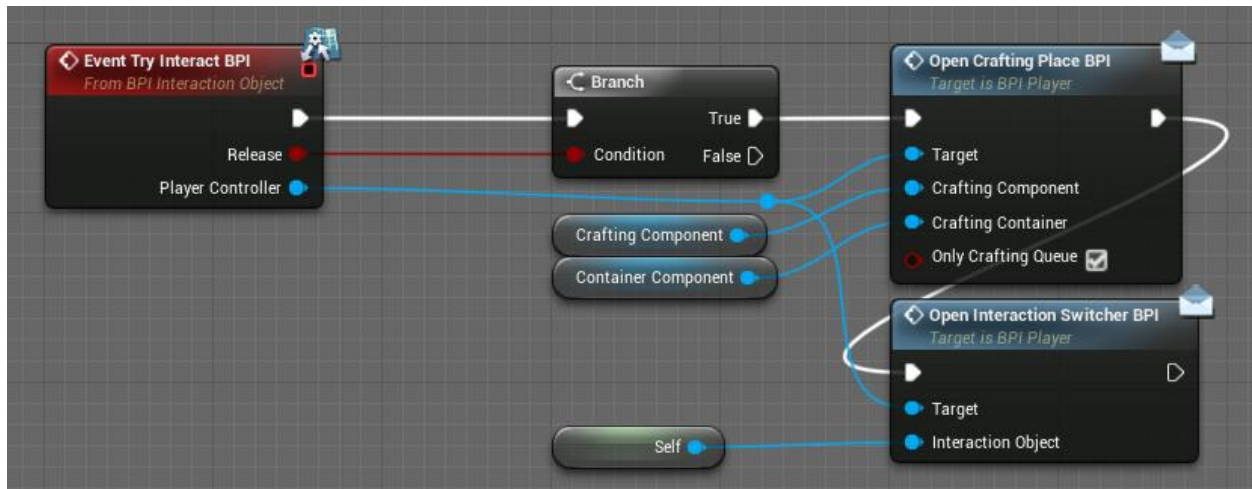 Event Try Interact BPI
From BPI Interaction Object
Release
Player Controller
Branch
True
Condition
False
Crafting Component
Container Component
Open Crafting Place BPI
Target is BPI Player
Target
Crafting Component
Crafting Container
Only Crafting Queue
Open Interaction Switcher BPI
Target is BPI Player
Target
Interaction Object
Self